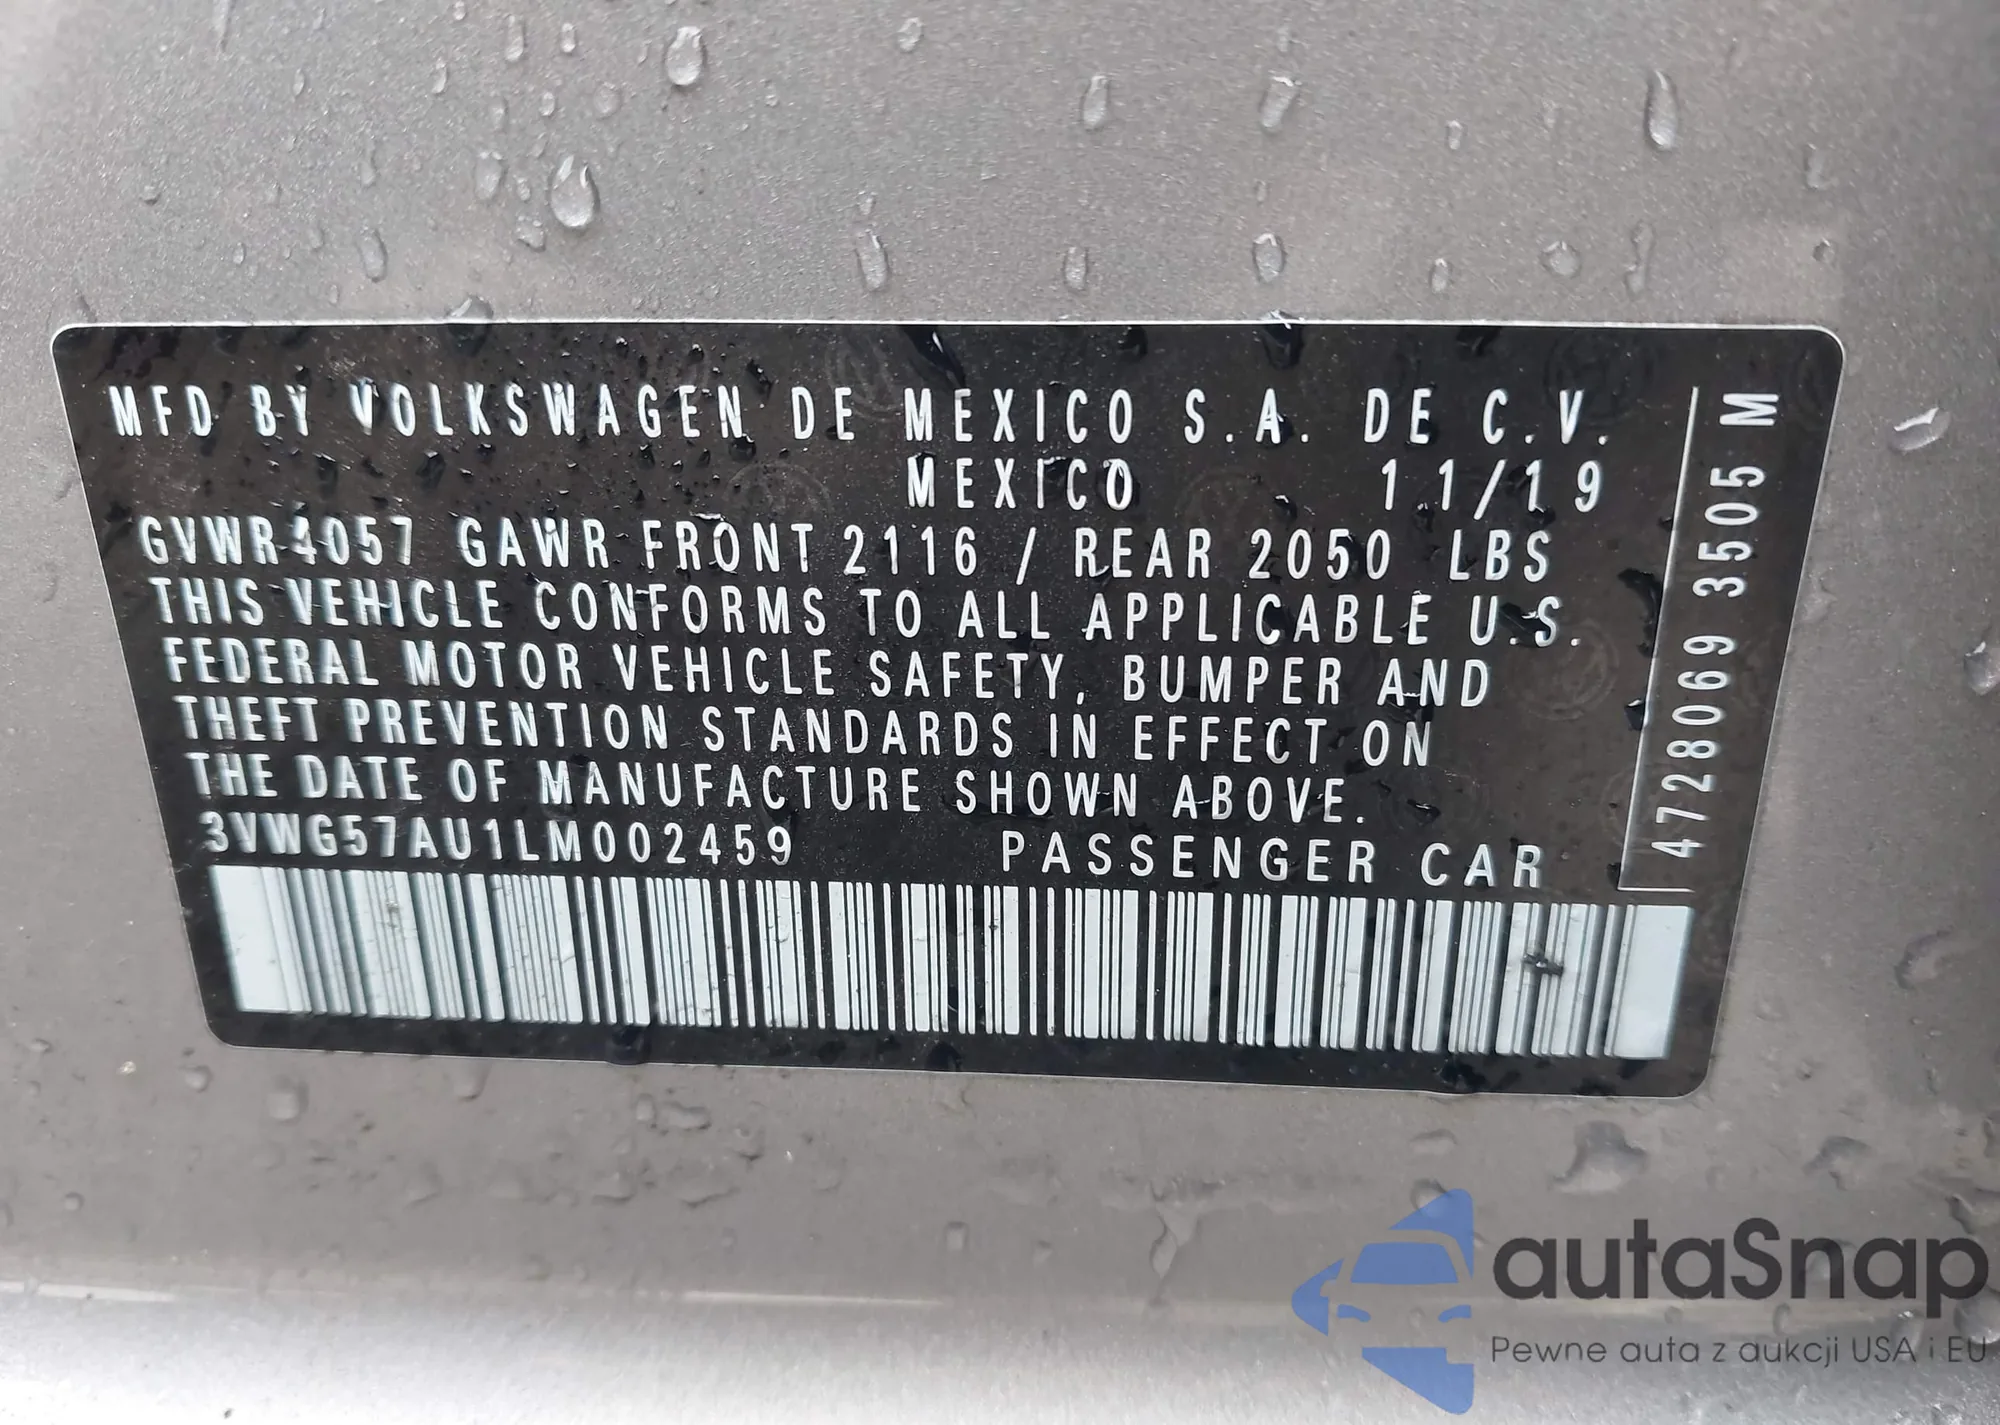 MFD BY VOLKSWAGEN DE MEXICO S.A. DE C.V.
MEXICO 11/19
GVWR 4057 GAWR FRONT 2116 / REAR 2050 LBS
THIS VEHICLE CONFORMS TO ALL APPLICABLE U.S.
FEDERAL MOTOR VEHICLE SAFETY, BUMPER AND
THEFT PREVENTION STANDARDS IN EFFECT ON
THE DATE OF MANUFACTURE SHOWN ABOVE.
3VWG57AU1LM002459 PASSENGER CAR
4728069 3505 M
autaSnap
Pewne auta z aukcji USA i EU